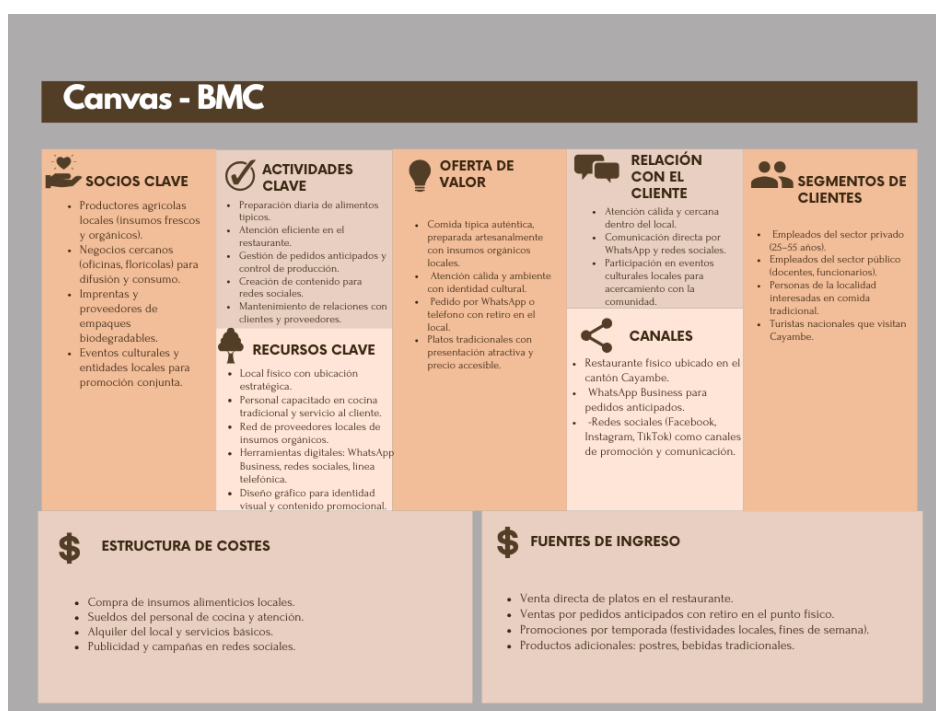 Canvas - BMC
SOCIOS CLAVE
• Productores agrícolas
locales (insumos frescos
y orgánicos).
• Negocios cercanos
(oficinas, florícolas) para
difusión y consumo.
• Imprentas y
proveedores de
empaques
biodegradables.
• Eventos culturales y
entidades locales para
promoción conjunta.
ACTIVIDADES
CLAVE
• Preparación diaria de alimentos
típicos.
• Atención eficiente en el
restaurante.
• Gestión de pedidos anticipados y
control de producción.
• Creación de contenido para
redes sociales.
• Mantenimiento de relaciones con
clientes y proveedores.
RECURSOS CLAVE
• Local físico con ubicación
estratégica.
• Personal capacitado en cocina
tradicional y servicio al cliente.
• Red de proveedores locales de
insumos orgánicos.
• Herramientas digitales: WhatsApp
Business, redes sociales, línea
telefónica.
• Diseño gráfico para identidad
visual y contenido promocional.
OFERTA DE
VALOR
• Comida típica auténtica,
preparada artesanalmente
con insumos orgánicos
locales.
• Atención cálida y ambiente
con identidad cultural.
• Pedido por WhatsApp o
teléfono con retiro en el
local.
• Platos tradicionales con
presentación atractiva y
precio accesible.
RELACIÓN
CON EL
CLIENTE
• Atención cálida y cercana
dentro del local.
• Comunicación directa por
WhatsApp y redes sociales.
• Participación en eventos
culturales locales para
acercamiento con la
comunidad.
CANALES
• Restaurante físico ubicado en el
cantón Cayambe.
• WhatsApp Business para
pedidos anticipados.
• -Redes sociales (Facebook,
Instagram, TikTok) como canales
de promoción y comunicación.
SEGMENTOS DE
CLIENTES
• Empleados del sector privado
(25–55 años).
• Empleados del sector público
(docentes, funcionarios).
• Personas de la localidad
interesadas en comida
tradicional.
• Turistas nacionales que visitan
Cayambe.
$ ESTRUCTURA DE COSTES
• Compra de insumos alimenticios locales.
• Sueldos del personal de cocina y atención.
• Alquiler del local y servicios básicos.
• Publicidad y campañas en redes sociales.
$ FUENTES DE INGRESO
• Venta directa de platos en el restaurante.
• Ventas por pedidos anticipados con retiro en el punto físico.
• Promociones por temporada (festividades locales, fines de semana).
• Productos adicionales: postres, bebidas tradicionales.